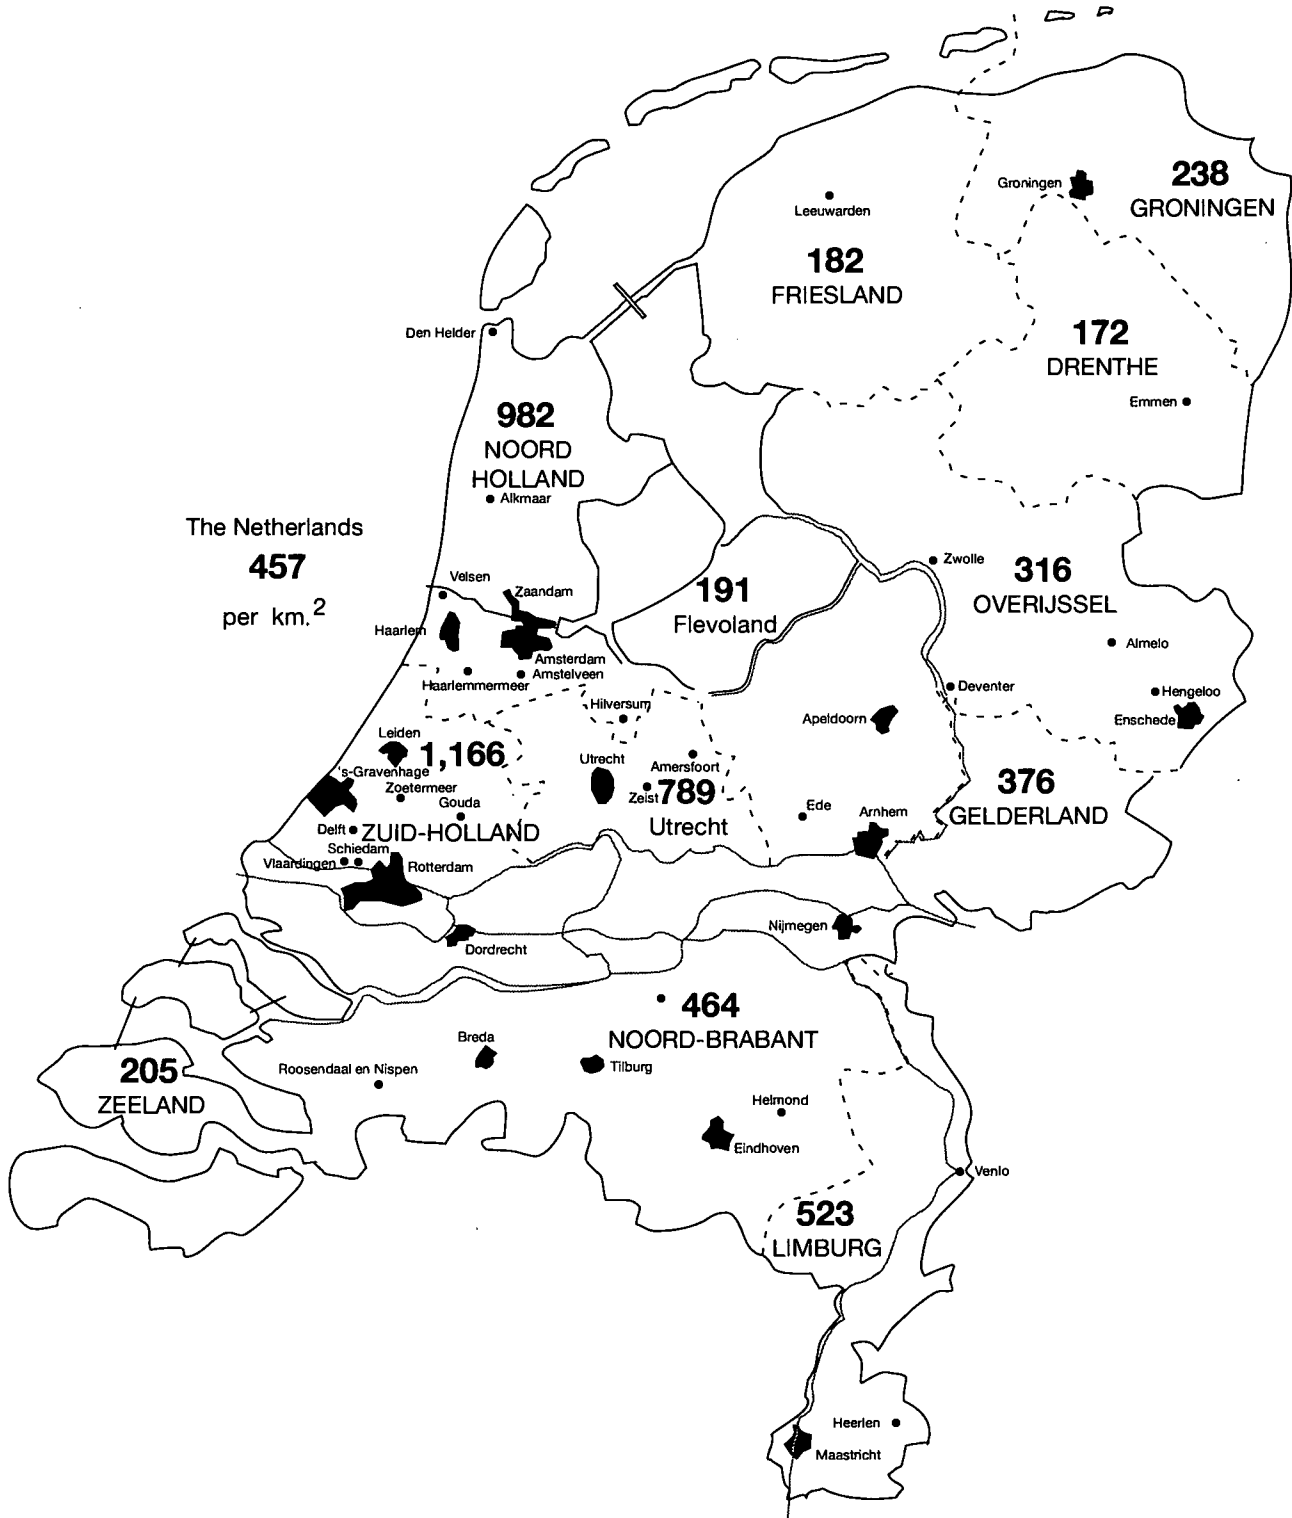 Groningen
238
GRONINGEN
Leeuwarden
182
FRIESLAND
Den Helder
172
DRENTHE
Emmen
982
NOORD
HOLLAND
Alkmaar
The Netherlands
457
per km.2
Velsen
Zaandam
Haarlem
Amsterdam
Amstelveen
Haarlemmermeer
191
Flevoland
Zwolle
316
OVERIJSSEL
Almelo
Deventer
Hengeloo
Enschede
Hilversum
Apeldoorn
Leiden
1,166
's-Gravenhage
Zoetermeer
Gouda
Delft
ZUID-HOLLAND
Schiedam
Vlaardingen
Rotterdam
Utrecht
Amersfoort
Zeist
789
Utrecht
Ede
Arnhem
376
GELDERLAND
Nijmegen
Dordrecht
464
NOORD-BRABANT
Breda
Tilburg
Roosendaal en Nispen
205
ZEELAND
Helmond
Eindhoven
Venlo
523
LIMBURG
Heerlen
Maastricht